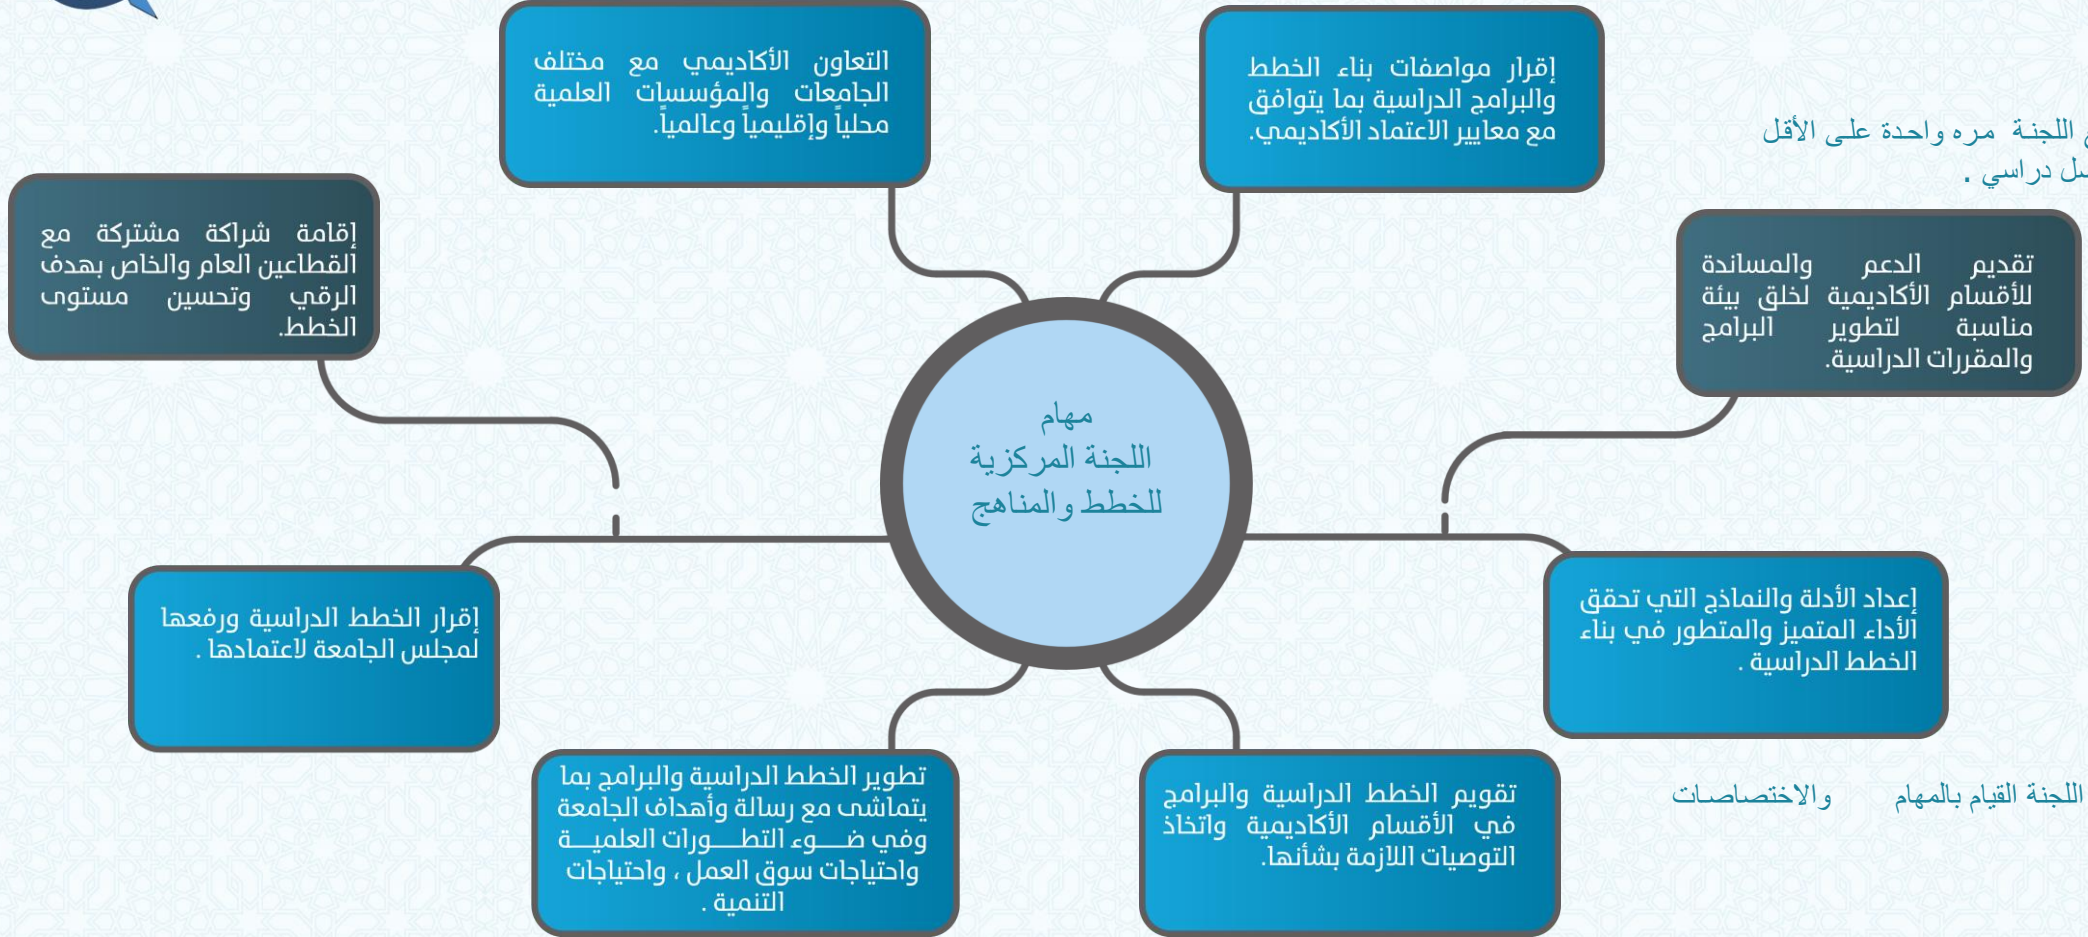 إقرار مواصفات بناء الخطط
والبرامج الدراسية بما يتوافق
مع معايير الاعتماد الأكاديمي.
التعاون الأكاديمي مع مختلف
الجامعات والمؤسسات العلمية
محلياً وإقليمياً وعالمياً.
اللجنة مره واحدة على الأقل
دراسي .
تقديم الدعم والمساندة
للأقسام الأكاديمية لخلق بيئة
مناسبة لتطوير البرامج
والمقررات الدراسية.
إقامة شراكة مشتركة مع
القطاعين العام والخاص بهدف
الرقي وتحسين مستوى
الخطط.
مهام
اللجنة المركزية
للخطط والمناهج
إعداد الأدلة والنماذج التي تحقق
الأداء المتميز والمتطور في بناء
الخطط الدراسية .
إقرار الخطط الدراسية ورفعها
لمجلس الجامعة لاعتمادها .
اللجنة القيام بالمهام والاختصاصات
تقويم الخطط الدراسية والبرامج
في الأقسام الأكاديمية واتخاذ
التوصيات اللازمة بشأنها.
تطوير الخطط الدراسية والبرامج بما
يتماشى مع رسالة وأهداف الجامعة
وفي ضـــوء التطـــورات العلميـــة
واحتياجات سوق العمل ، واحتياجات
التنمية .